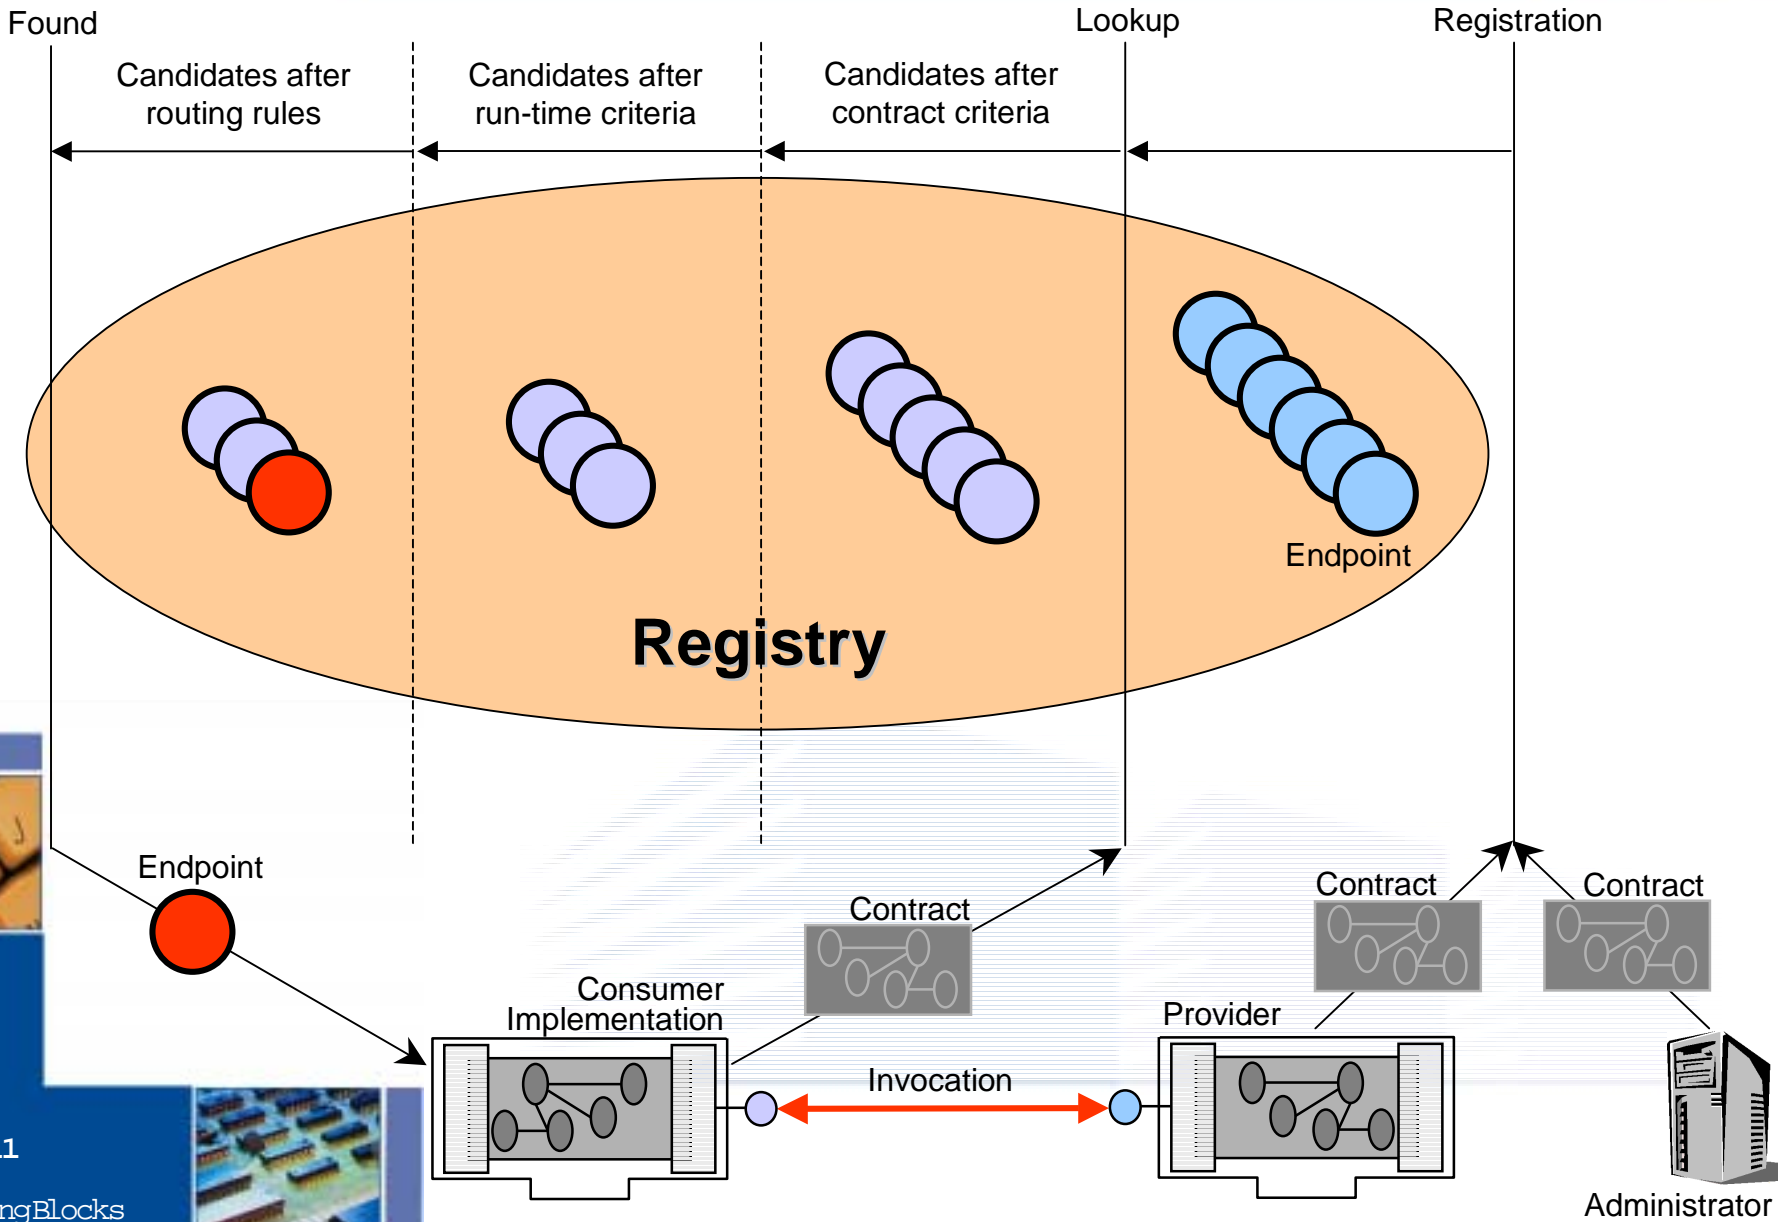 Found
Lookup
Registration
Candidates after
routing rules
Candidates after
run-time criteria
Candidates after
contract criteria
Endpoint
Registry
Endpoint
Contract
Contract
Contract
Consumer
Implementation
Provider
Invocation
Administrator